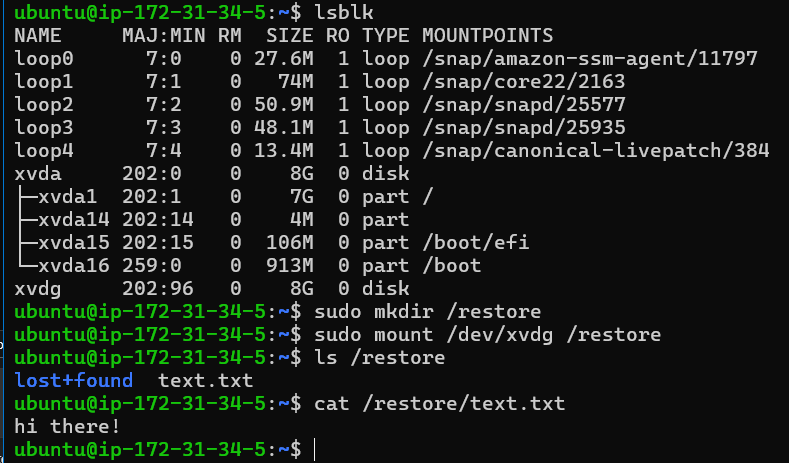 ubuntu@ip-172-31-34-5:~$ lsblk
NAME     MAJ:MIN RM  SIZE RO TYPE MOUNTPOINTS
loop0      7:0    0 27.6M  1 loop /snap/amazon-ssm-agent/11797
loop1      7:1    0   74M  1 loop /snap/core22/2163
loop2      7:2    0 50.9M  1 loop /snap/snapd/25577
loop3      7:3    0 48.1M  1 loop /snap/snapd/25935
loop4      7:4    0 13.4M  1 loop /snap/canonical-livepatch/384
xvda     202:0    0    8G  0 disk
├─xvda1  202:1    0    7G  0 part /
├─xvda14 202:14   0    4M  0 part
├─xvda15 202:15   0  106M  0 part /boot/efi
└─xvda16 259:0    0  913M  0 part /boot
xvdg     202:96   0    8G  0 disk
ubuntu@ip-172-31-34-5:~$ sudo mkdir /restore
ubuntu@ip-172-31-34-5:~$ sudo mount /dev/xvdg /restore
ubuntu@ip-172-31-34-5:~$ ls /restore
lost+found  text.txt
ubuntu@ip-172-31-34-5:~$ cat /restore/text.txt
hi there!
ubuntu@ip-172-31-34-5:~$